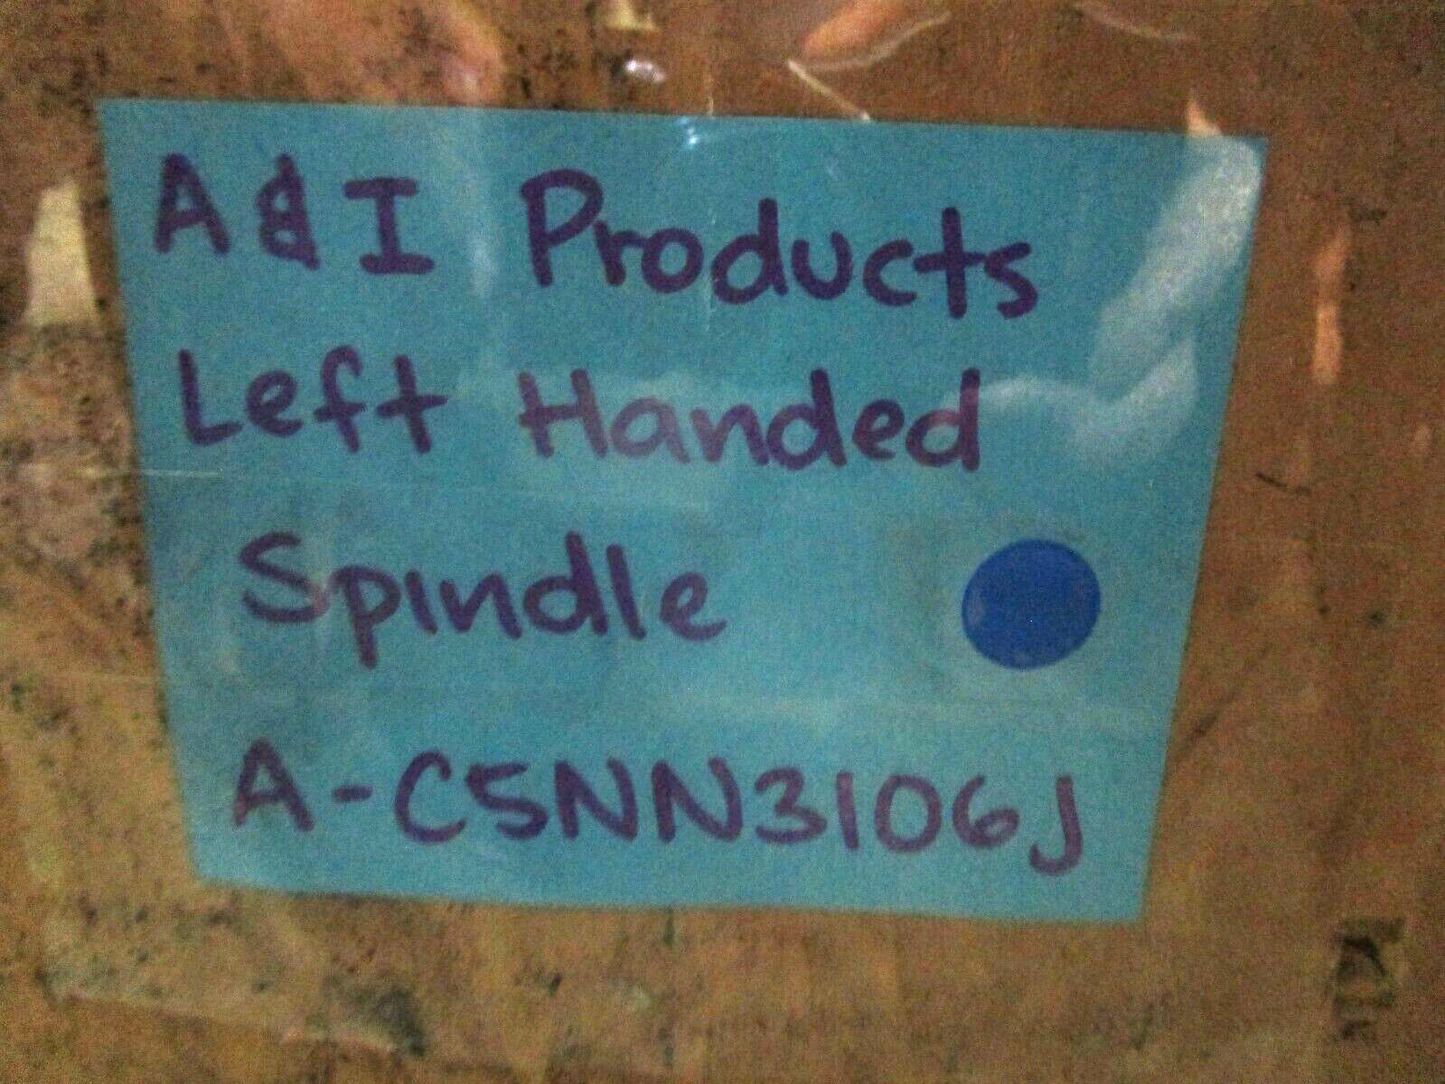 A & I Products
Left Handed
Spindle
A-C5NN3106J